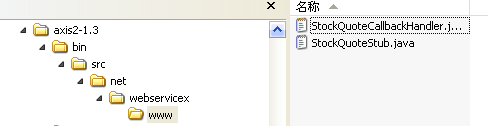 axis2-1.3
bin
src
net
webservicex
www
名称
StockQuoteCallbackHandler.j...
StockQuoteStub.java